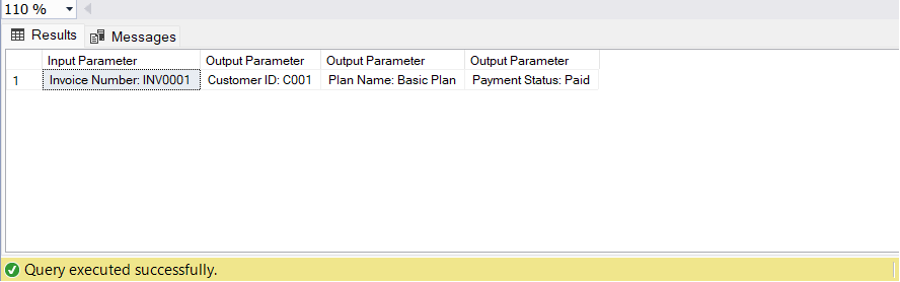 110 %
Results Messages
Input Parameter Output Parameter Output Parameter Output Parameter
1 Invoice Number: INV0001 Customer ID: C001 Plan Name: Basic Plan Payment Status: Paid
Query executed successfully.